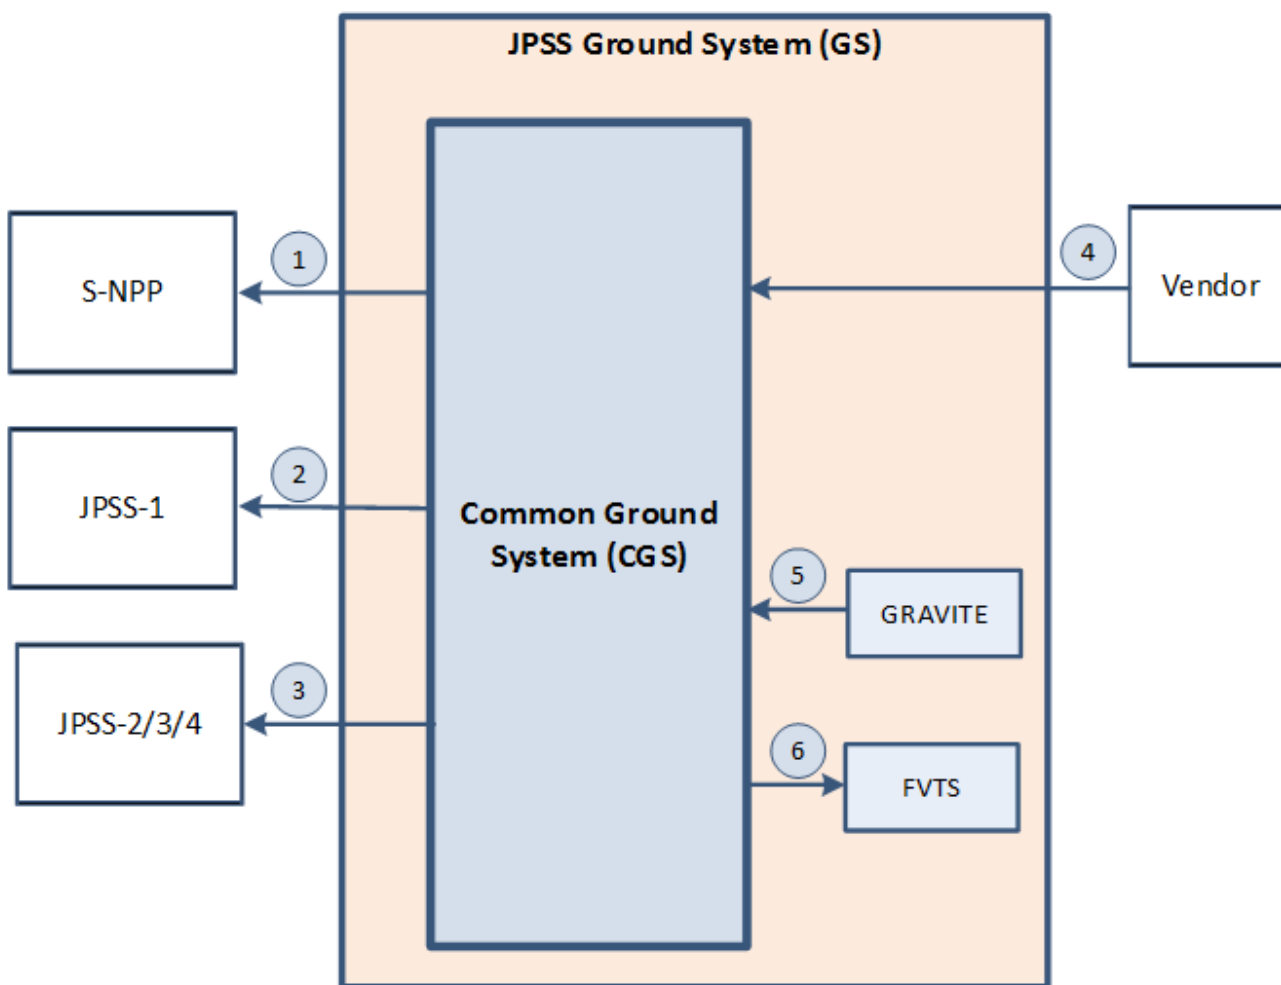 JPSS Ground System (GS)
1
S-NPP
4
Vendor
2
JPSS-1
Common Ground
System (CGS)
5
GRAVITE
3
JPSS-2/3/4
6
FVTS